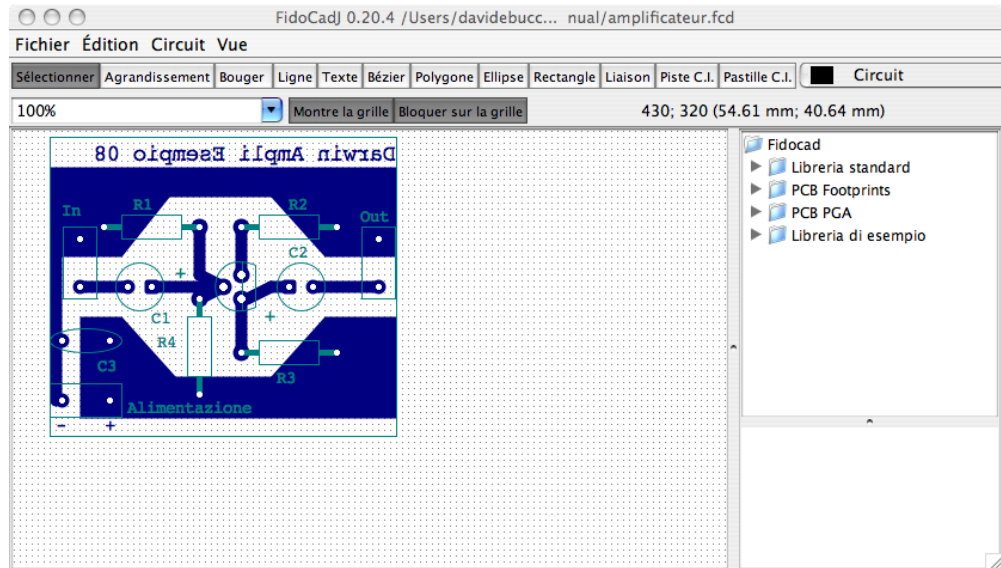 FidoCadJ 0.20.4 /Users/davidebucc... nual/amplificateur.fcd
Fichier Édition Circuit Vue
Sélectionner Agrandissement Bouger Ligne Texte Bézier Polygone Ellipse Rectangle Liaison Piste C.I. Pastille C.I. Circuit
100% Montre la grille Bloquer sur la grille 430; 320 (54.61 mm; 40.64 mm)
Darwin Ampli Esempio 08
Fidocad
Libreria standard
PCB Footprints
PCB PGA
Libreria di esempio
In R1 R2 Out
C2
+
C1 +
R4
C3 R3
Alimentazione
- +